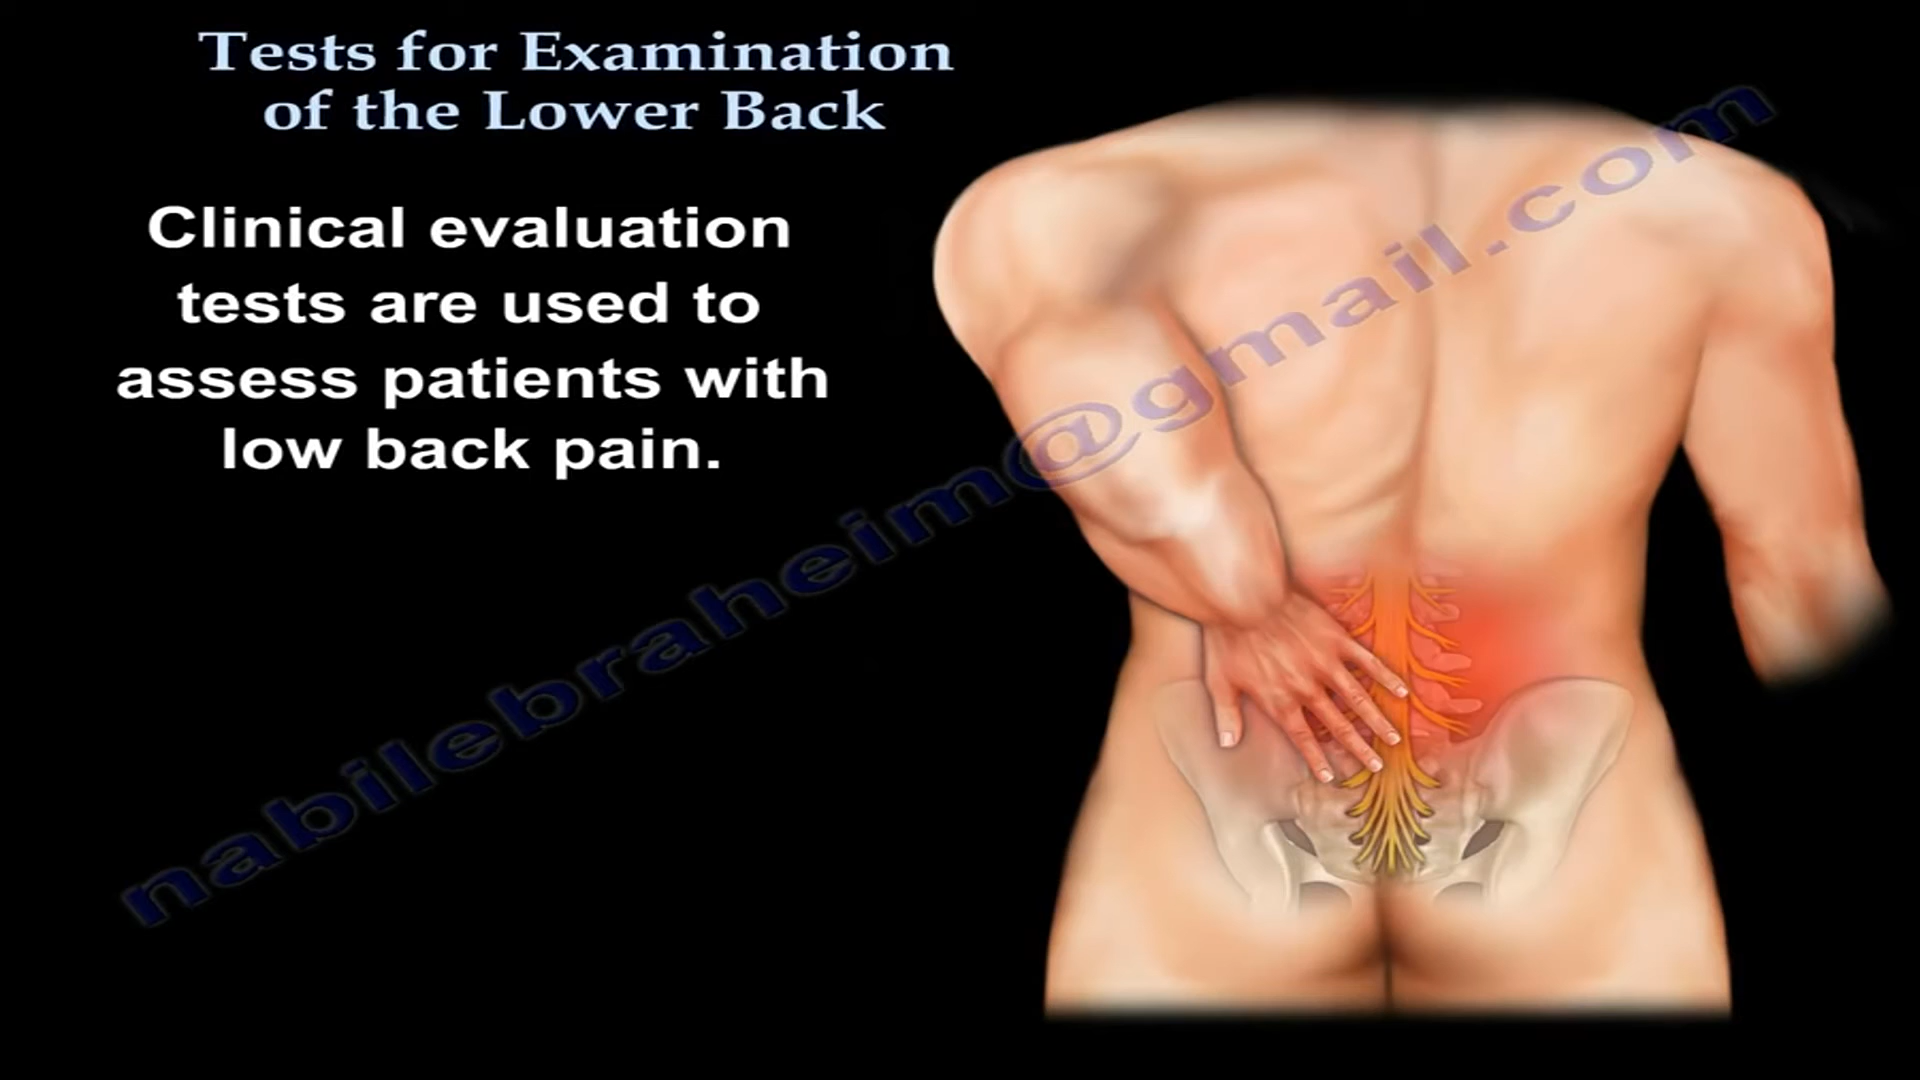 Tests for Examination
of the Lower Back
Clinical evaluation
tests are used to
assess patients with
low back pain.
nabilebraheim@gmail.com